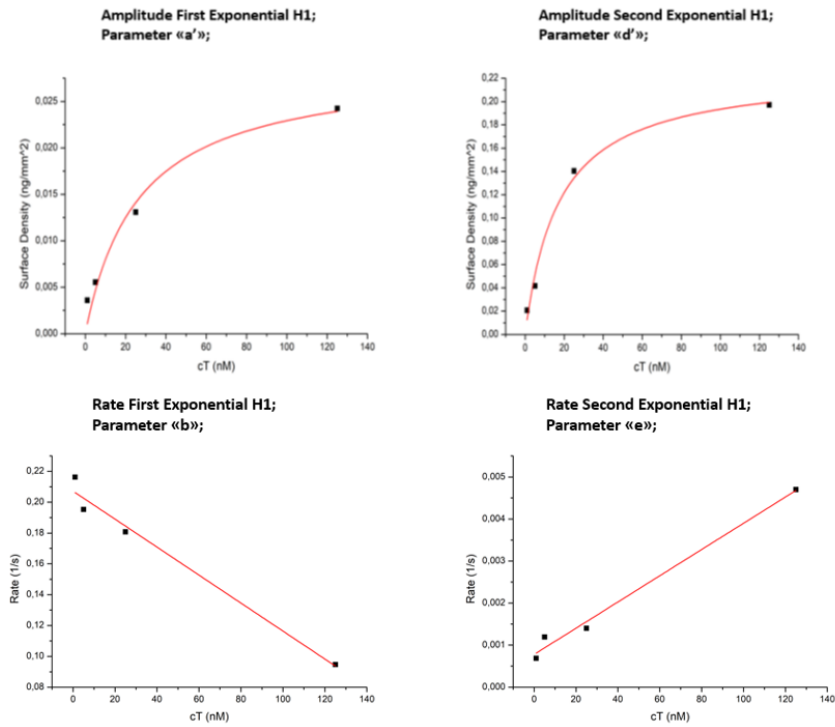 Amplitude First Exponential H1;
Parameter «a’»;
0,025
0,020
0,015
0,010
0,005
0,000
Surface Density (ng/mm^2)
0 20 40 60 80 100 120 140
cT (nM)
Amplitude Second Exponential H1;
Parameter «d’»;
0,22
0,20
0,18
0,16
0,14
0,12
0,10
0,08
0,06
0,04
0,02
0,00
Surface Density (ng/mm^2)
0 20 40 60 80 100 120 140
cT (nM)
Rate First Exponential H1;
Parameter «b»;
0,22
0,20
0,18
0,16
0,14
0,12
0,10
0,08
Rate (1/s)
0 20 40 60 80 100 120 140
cT (nM)
Rate Second Exponential H1;
Parameter «e»;
0,005
0,004
0,003
0,002
0,001
0,000
Rate (1/s)
0 20 40 60 80 100 120 140
cT (nM)